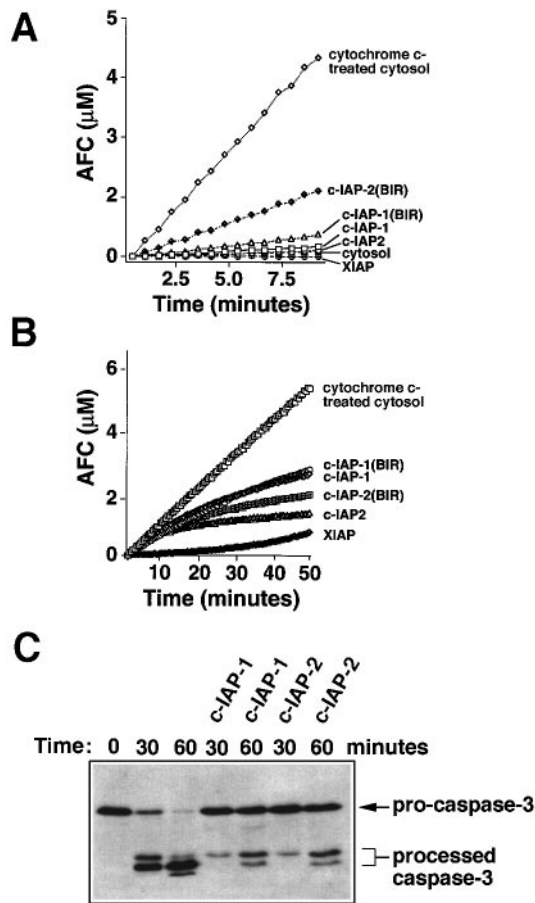 A
5
4
2
0
AFC (μM)
cytochrome c-
treated cytosol
c-IAP-2(BIR)
c-IAP-1(BIR)
c-IAP-1
c-IAP2
cytosol
XIAP
2.5 5.0 7.5
Time (minutes)
B
6
4
2
0
AFC (μM)
cytochrome c-
treated cytosol
c-IAP-1(BIR)
c-IAP-1
c-IAP-2(BIR)
c-IAP2
XIAP
10 20 30 40 50
Time (minutes)
C
c-IAP-1 c-IAP-1 c-IAP-2 c-IAP-2
Time: 0 30 60 30 60 30 60 minutes
pro-caspase-3
processed
caspase-3